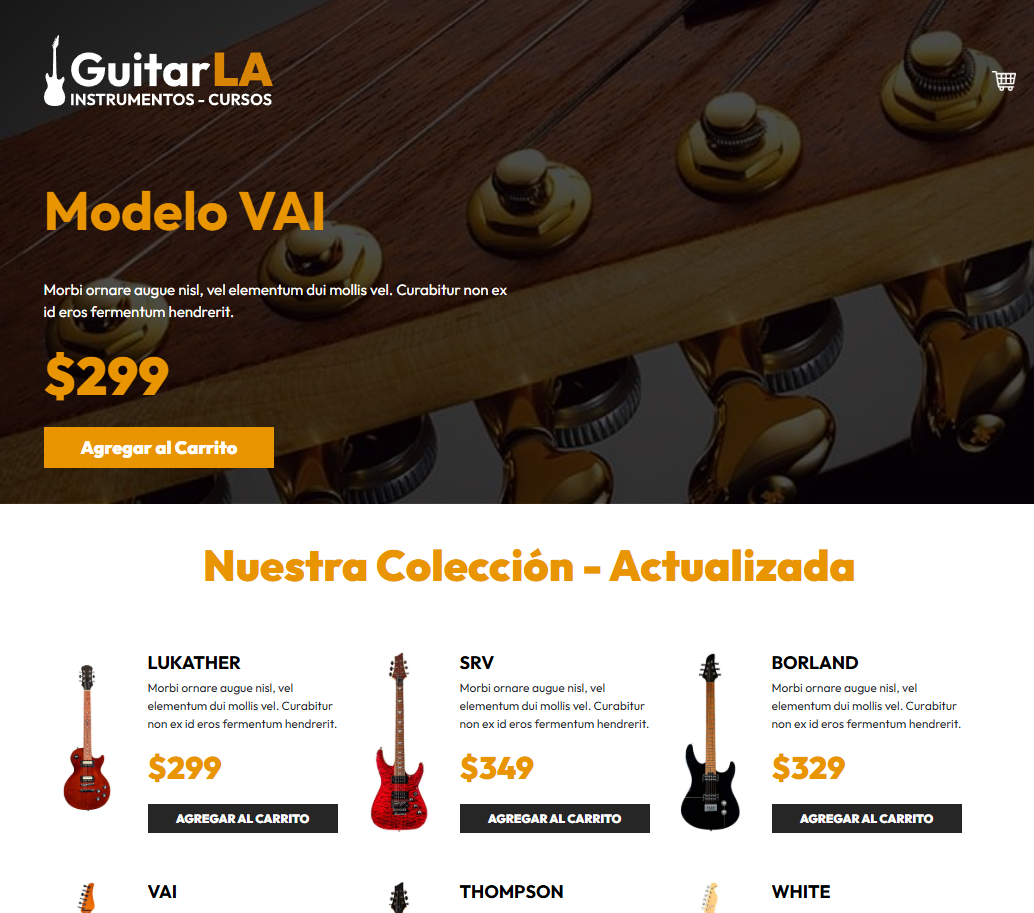 GuitarLA
INSTRUMENTOS - CURSOS
Modelo VAI
Morbi ornare augue nisl, vel elementum dui mollis vel. Curabitur non ex
id eros fermentum hendrerit.
$299
Agregar al Carrito
Nuestra Colección - Actualizada
LUKATHER
Morbi ornare augue nisl, vel
elementum dui mollis vel. Curabitur
non ex id eros fermentum hendrerit.
$299
AGREGAR AL CARRITO
SRV
Morbi ornare augue nisl, vel
elementum dui mollis vel. Curabitur
non ex id eros fermentum hendrerit.
$349
AGREGAR AL CARRITO
BORLAND
Morbi ornare augue nisl, vel
elementum dui mollis vel. Curabitur
non ex id eros fermentum hendrerit.
$329
AGREGAR AL CARRITO
VAI
THOMPSON
WHITE